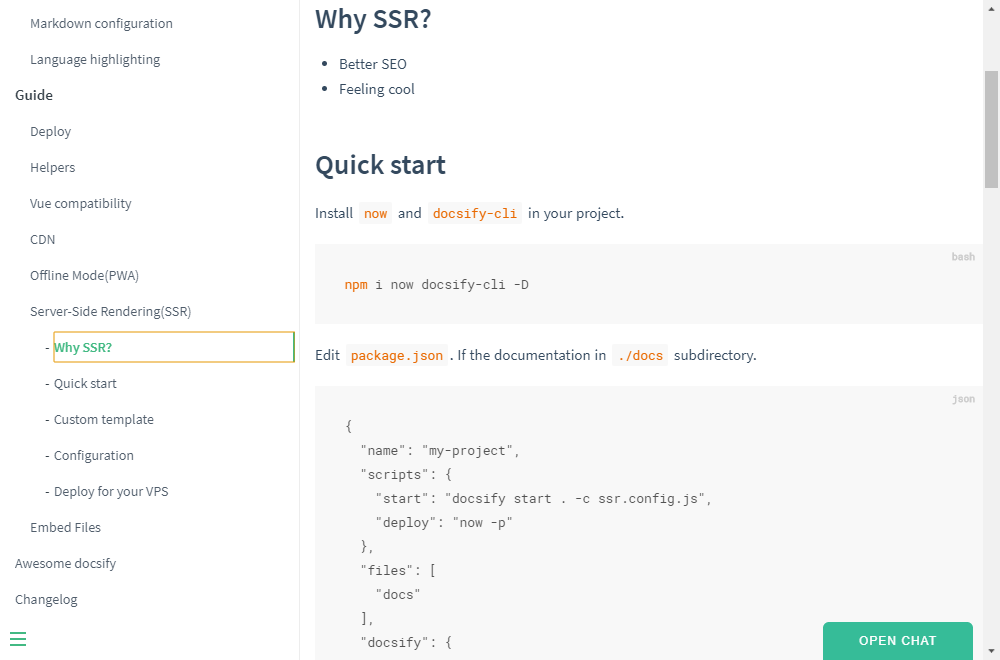 Markdown configuration
Language highlighting
Guide
Deploy
Helpers
Vue compatibility
CDN
Offline Mode(PWA)
Server-Side Rendering(SSR)
- Why SSR?
- Quick start
- Custom template
- Configuration
- Deploy for your VPS
Embed Files
Awesome docsify
Changelog
Why SSR?
• Better SEO
• Feeling cool
Quick start
Install now and docsify-cli in your project.
bash
npm i now docsify-cli -D
Edit package.json . If the documentation in ./docs subdirectory.
json
{
  "name": "my-project",
  "scripts": {
    "start": "docsify start . -c ssr.config.js",
    "deploy": "now -p"
  },
  "files": [
    "docs"
  ],
  "docsify": {
OPEN CHAT